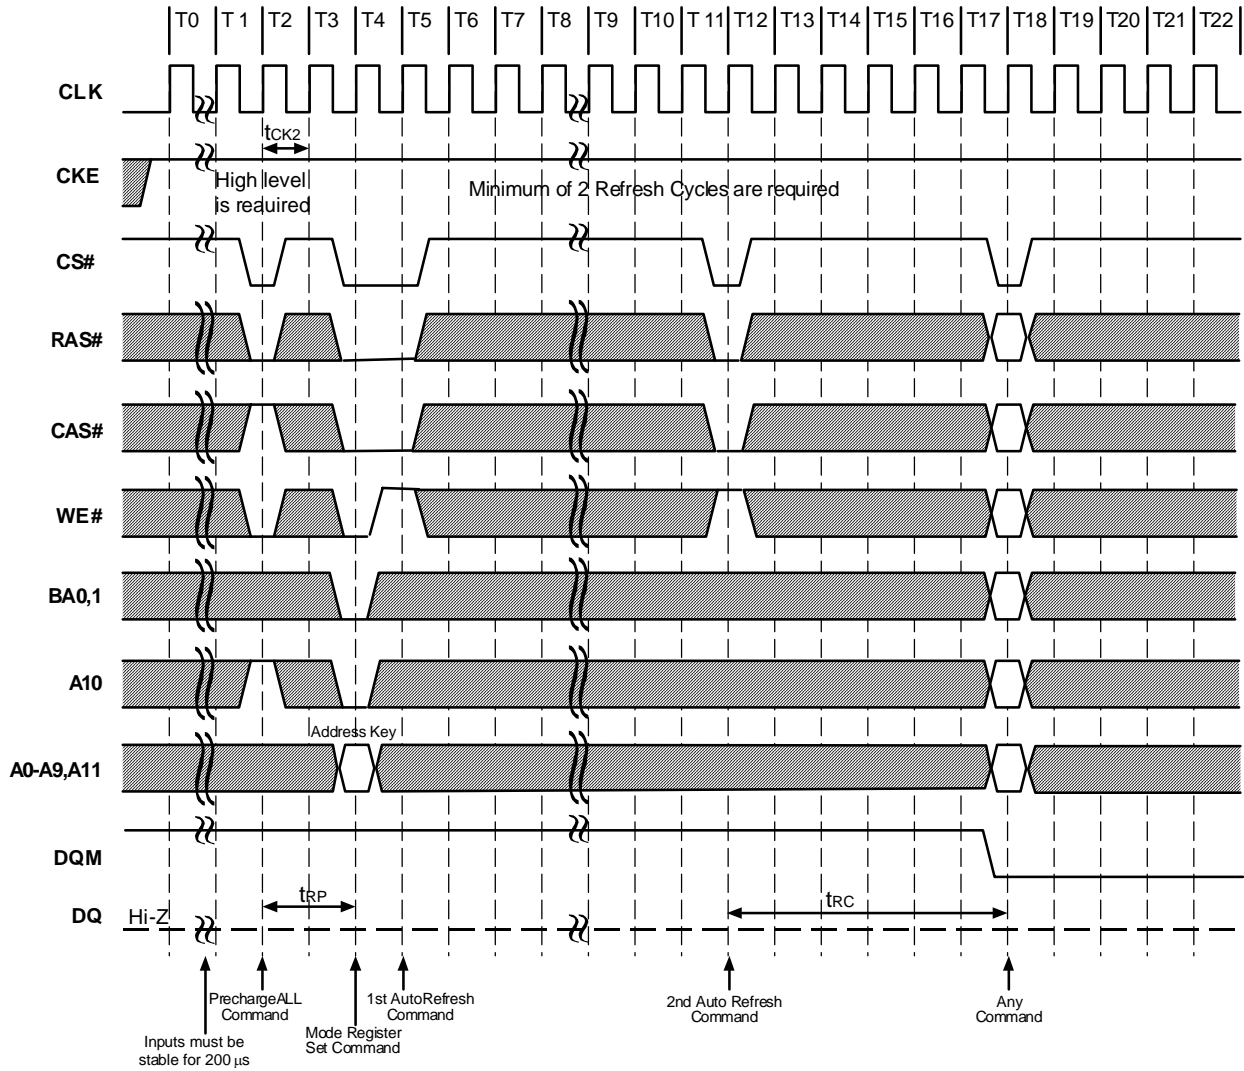 T0 T 1 T2 T3 T4 T5 T6 T7 T8 T9 T10 T 11 T12 T13 T14 T15 T16 T17 T18 T19 T20 T21 T22
CLK
tCK2
CKE
High level
is reauired
Minimum of 2 Refresh Cycles are required
CS#
RAS#
CAS#
WE#
BA0,1
A10
Address Key
A0-A9,A11
DQM
tRP
tRC
DQ
Hi-Z
PrechargeALL
Command
1st AutoRefresh
Command
2nd Auto Refresh
Command
Any
Command
Mode Register
Set Command
Inputs must be
stable for 200 µs